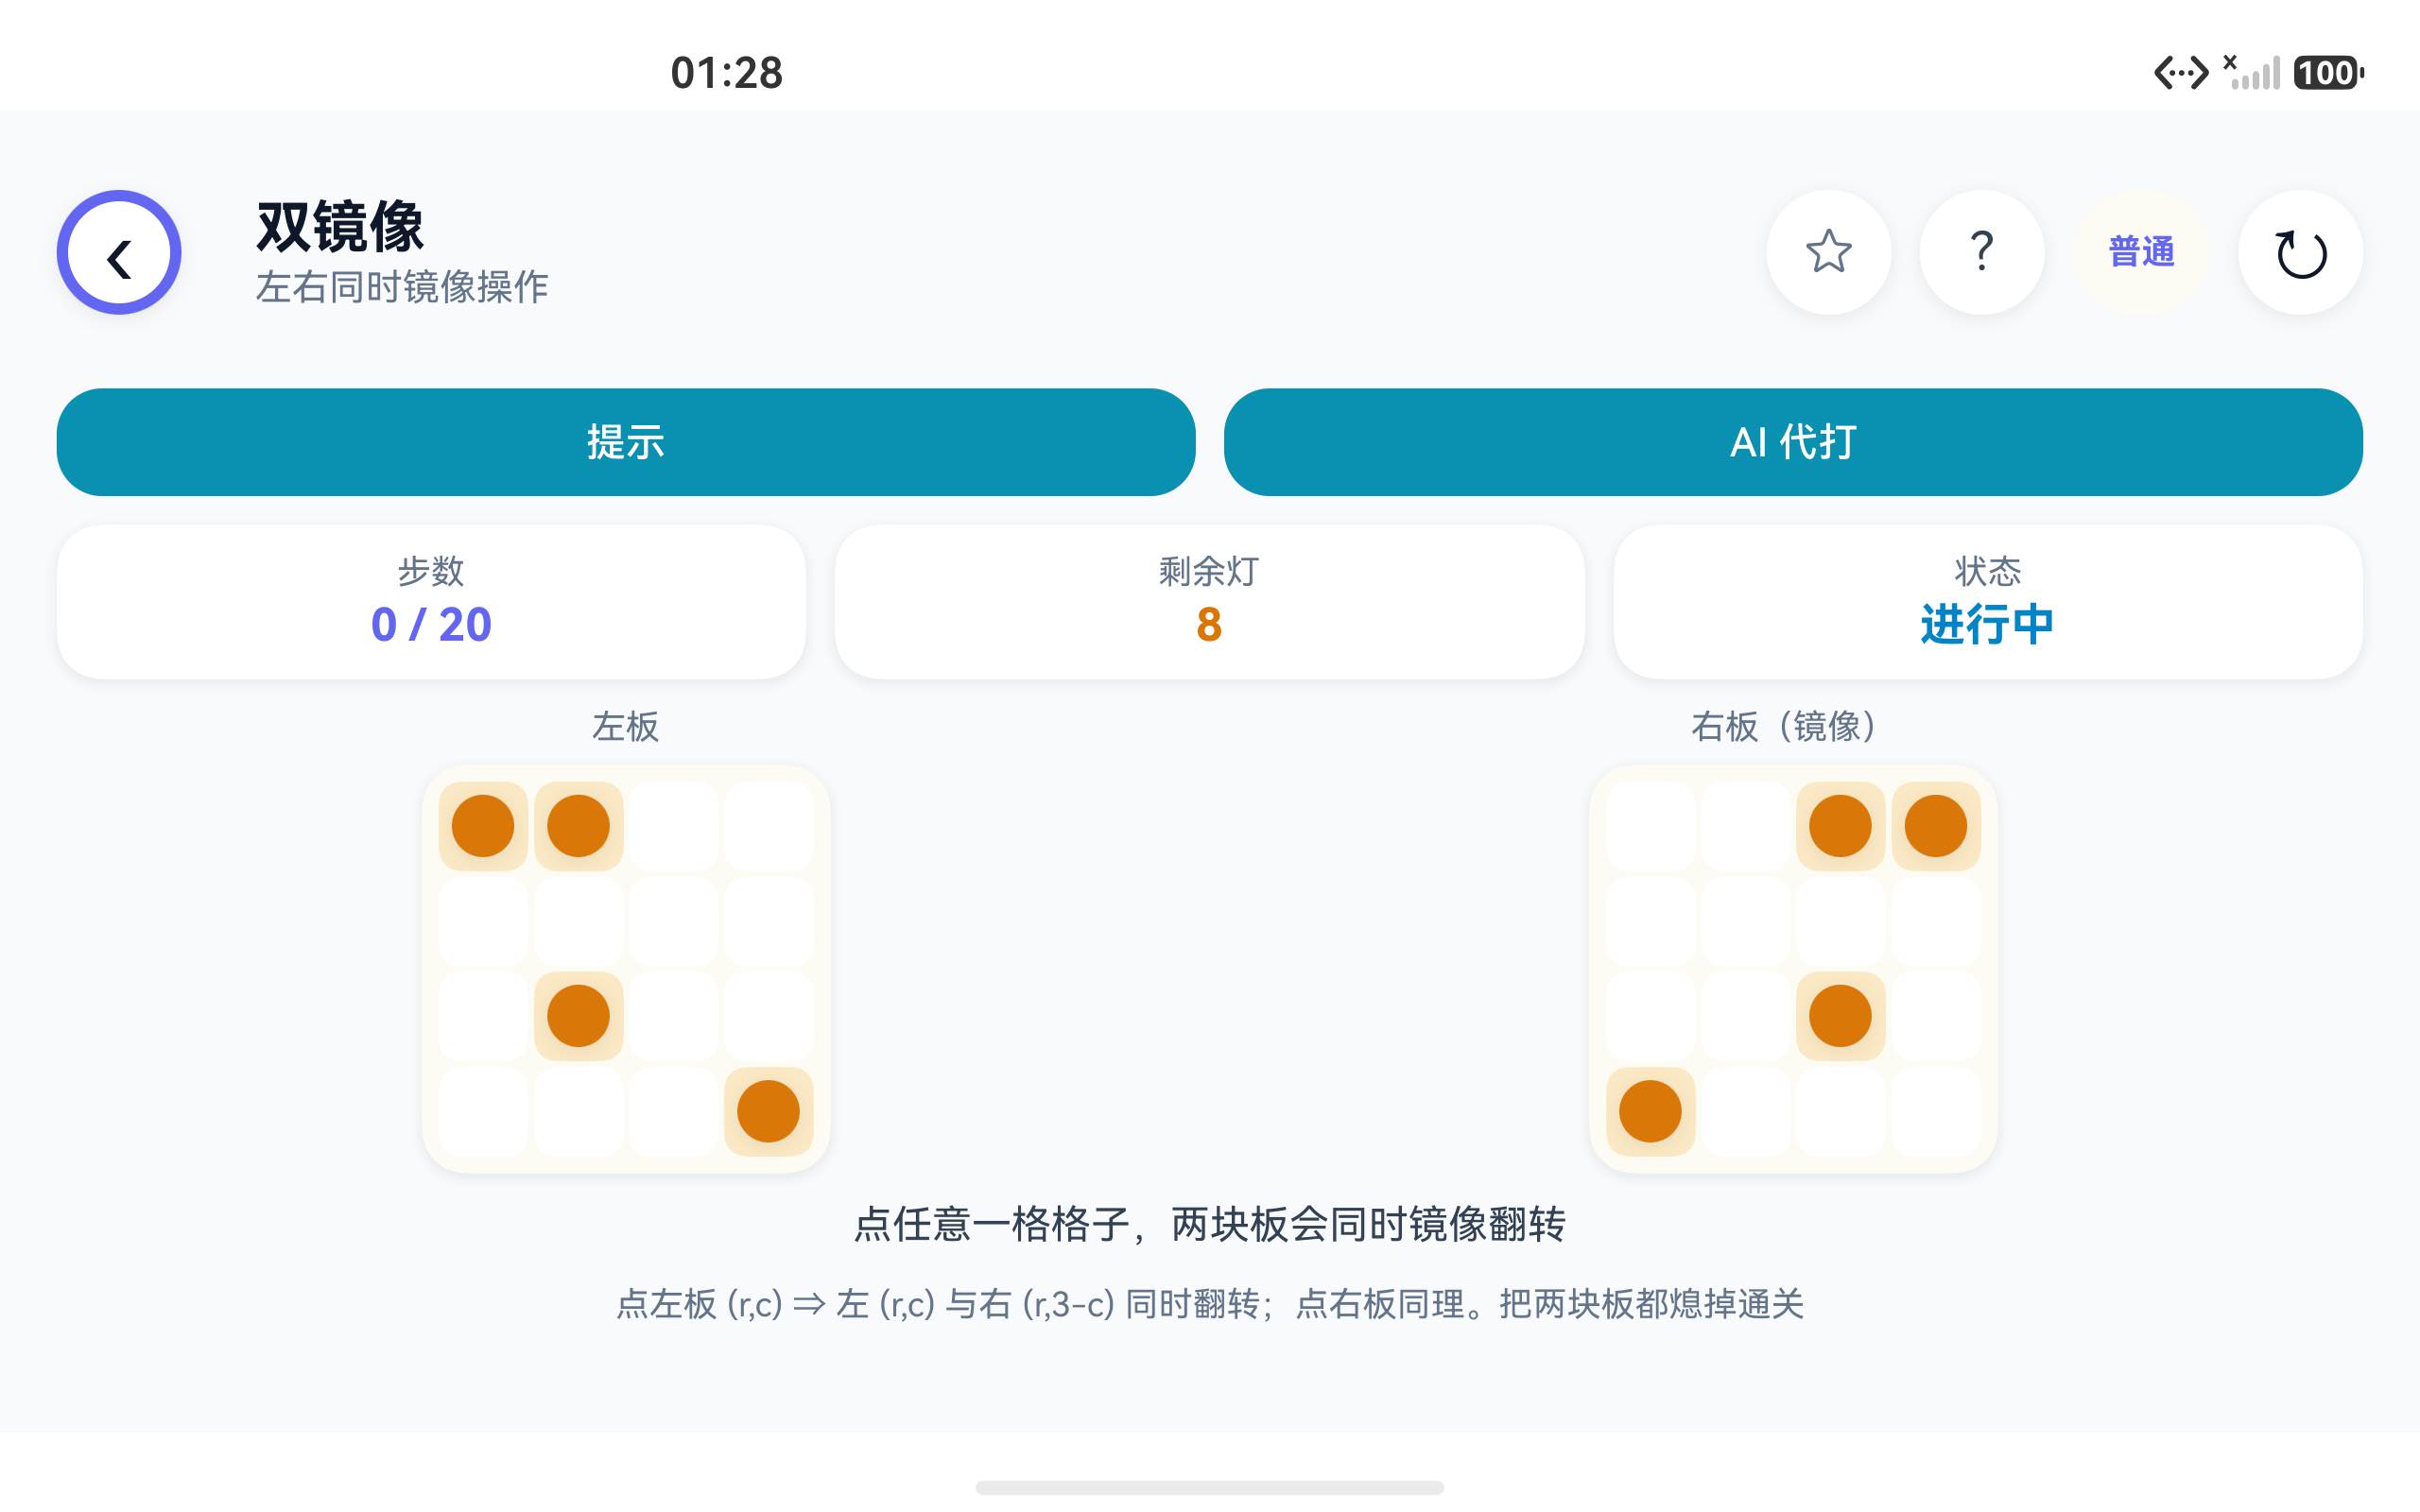 01:28
100
双镜像
左右同时镜像操作
?
普通
提示
AI 代打
步数
0 / 20
剩余灯
8
状态
进行中
左板
右板（镜像）
点任意一格格子，两块板会同时镜像翻转
点左板 (r,c) ⇒ 左 (r,c) 与右 (r,3-c) 同时翻转；点右板同理。把两块板都熄掉通关